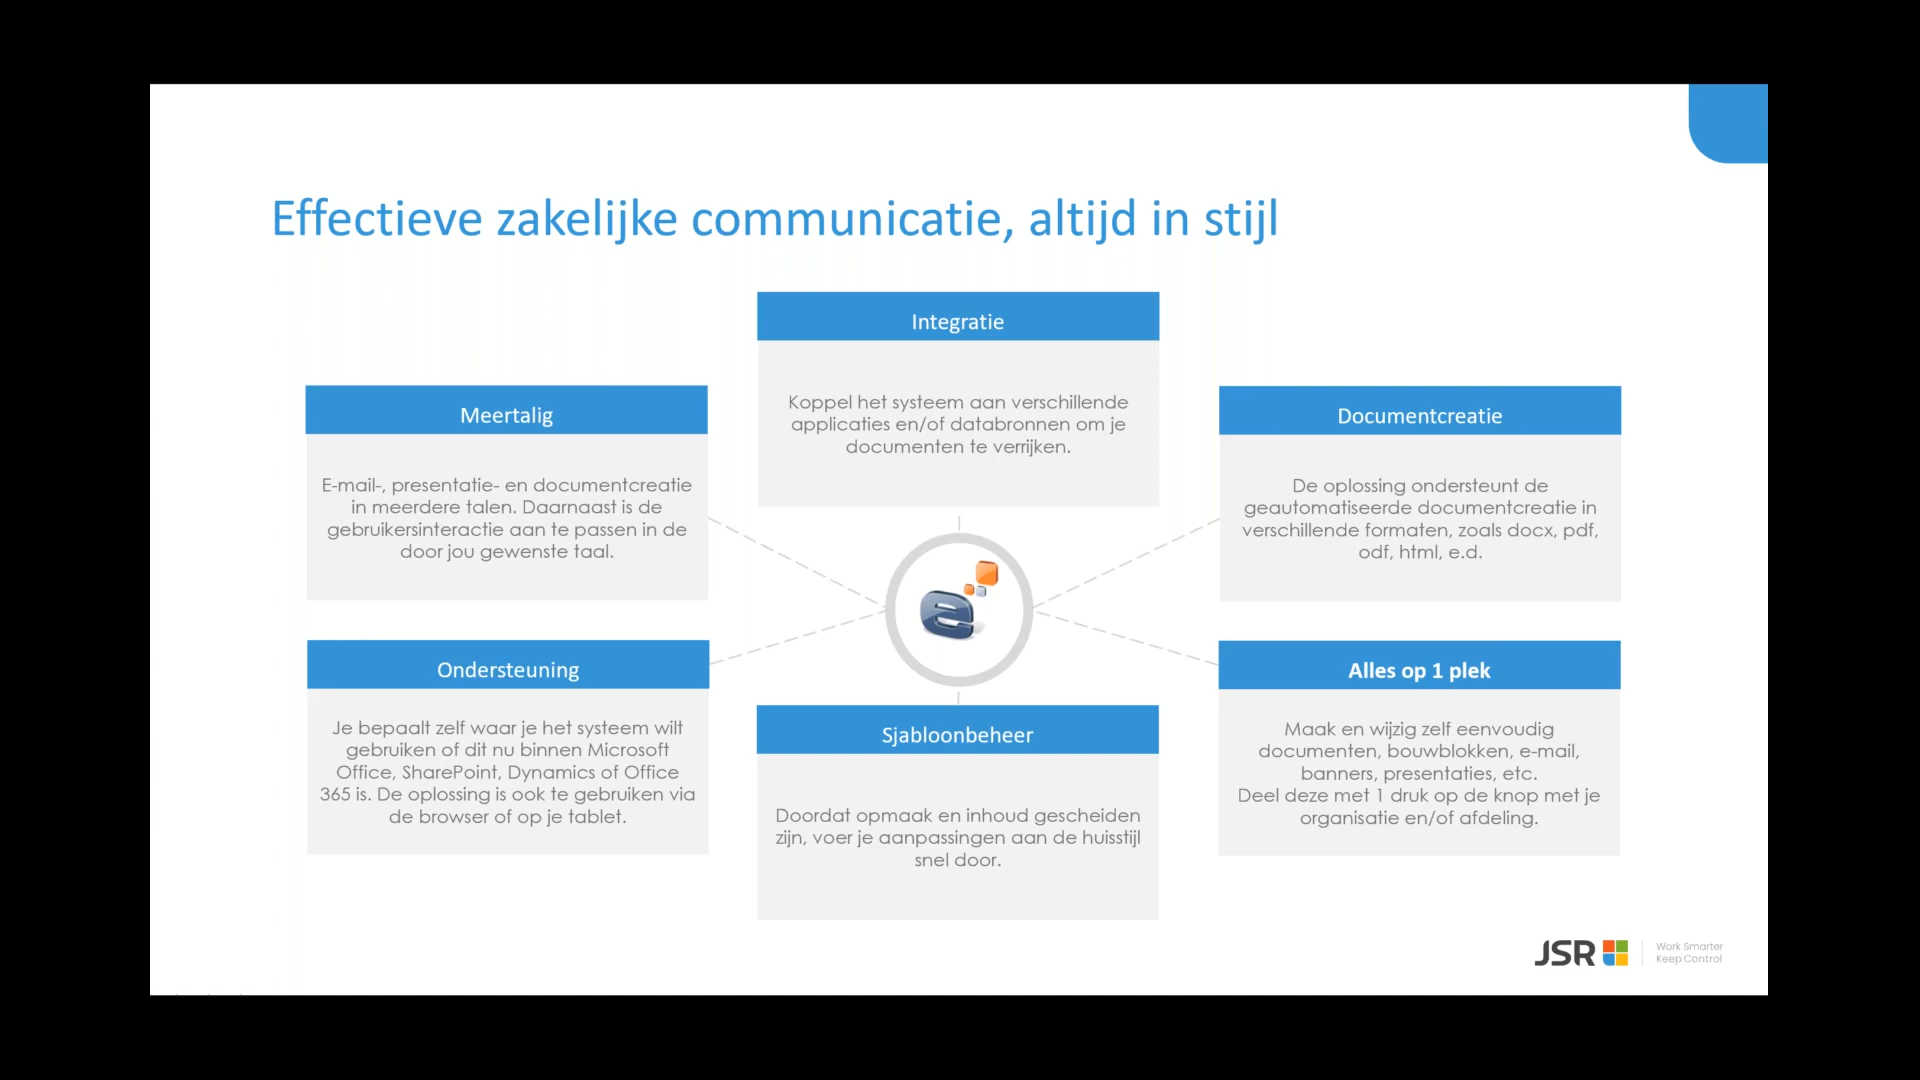 Effectieve zakelijke communicatie, altijd in stijl
Integratie
Koppel het systeem aan verschillende
applicaties en/of databronnen om je
documenten te verrijken.
Meertalig
E-mail-, presentatie- en documentcreatie
in meerdere talen. Daarnaast is de
gebruikersinteractie aan te passen in de
door jou gewenste taal.
Documentcreatie
De oplossing ondersteunt de
geautomatiseerde documentcreatie in
verschillende formaten, zoals docx, pdf,
odf, html, e.d.
Ondersteuning
Je bepaalt zelf waar je het systeem wilt
gebruiken of dit nu binnen Microsoft
Office, SharePoint, Dynamics of Office
365 is. De oplossing is ook te gebruiken via
de browser of op je tablet.
Sjabloonbeheer
Doordat opmaak en inhoud gescheiden
zijn, voer je aanpassingen aan de huisstijl
snel door.
Alles op 1 plek
Maak en wijzig zelf eenvoudig
documenten, bouwblokken, e-mail,
banners, presentaties, etc.
Deel deze met 1 druk op de knop met je
organisatie en/of afdeling.
JSR
Work Smarter
Keep Control